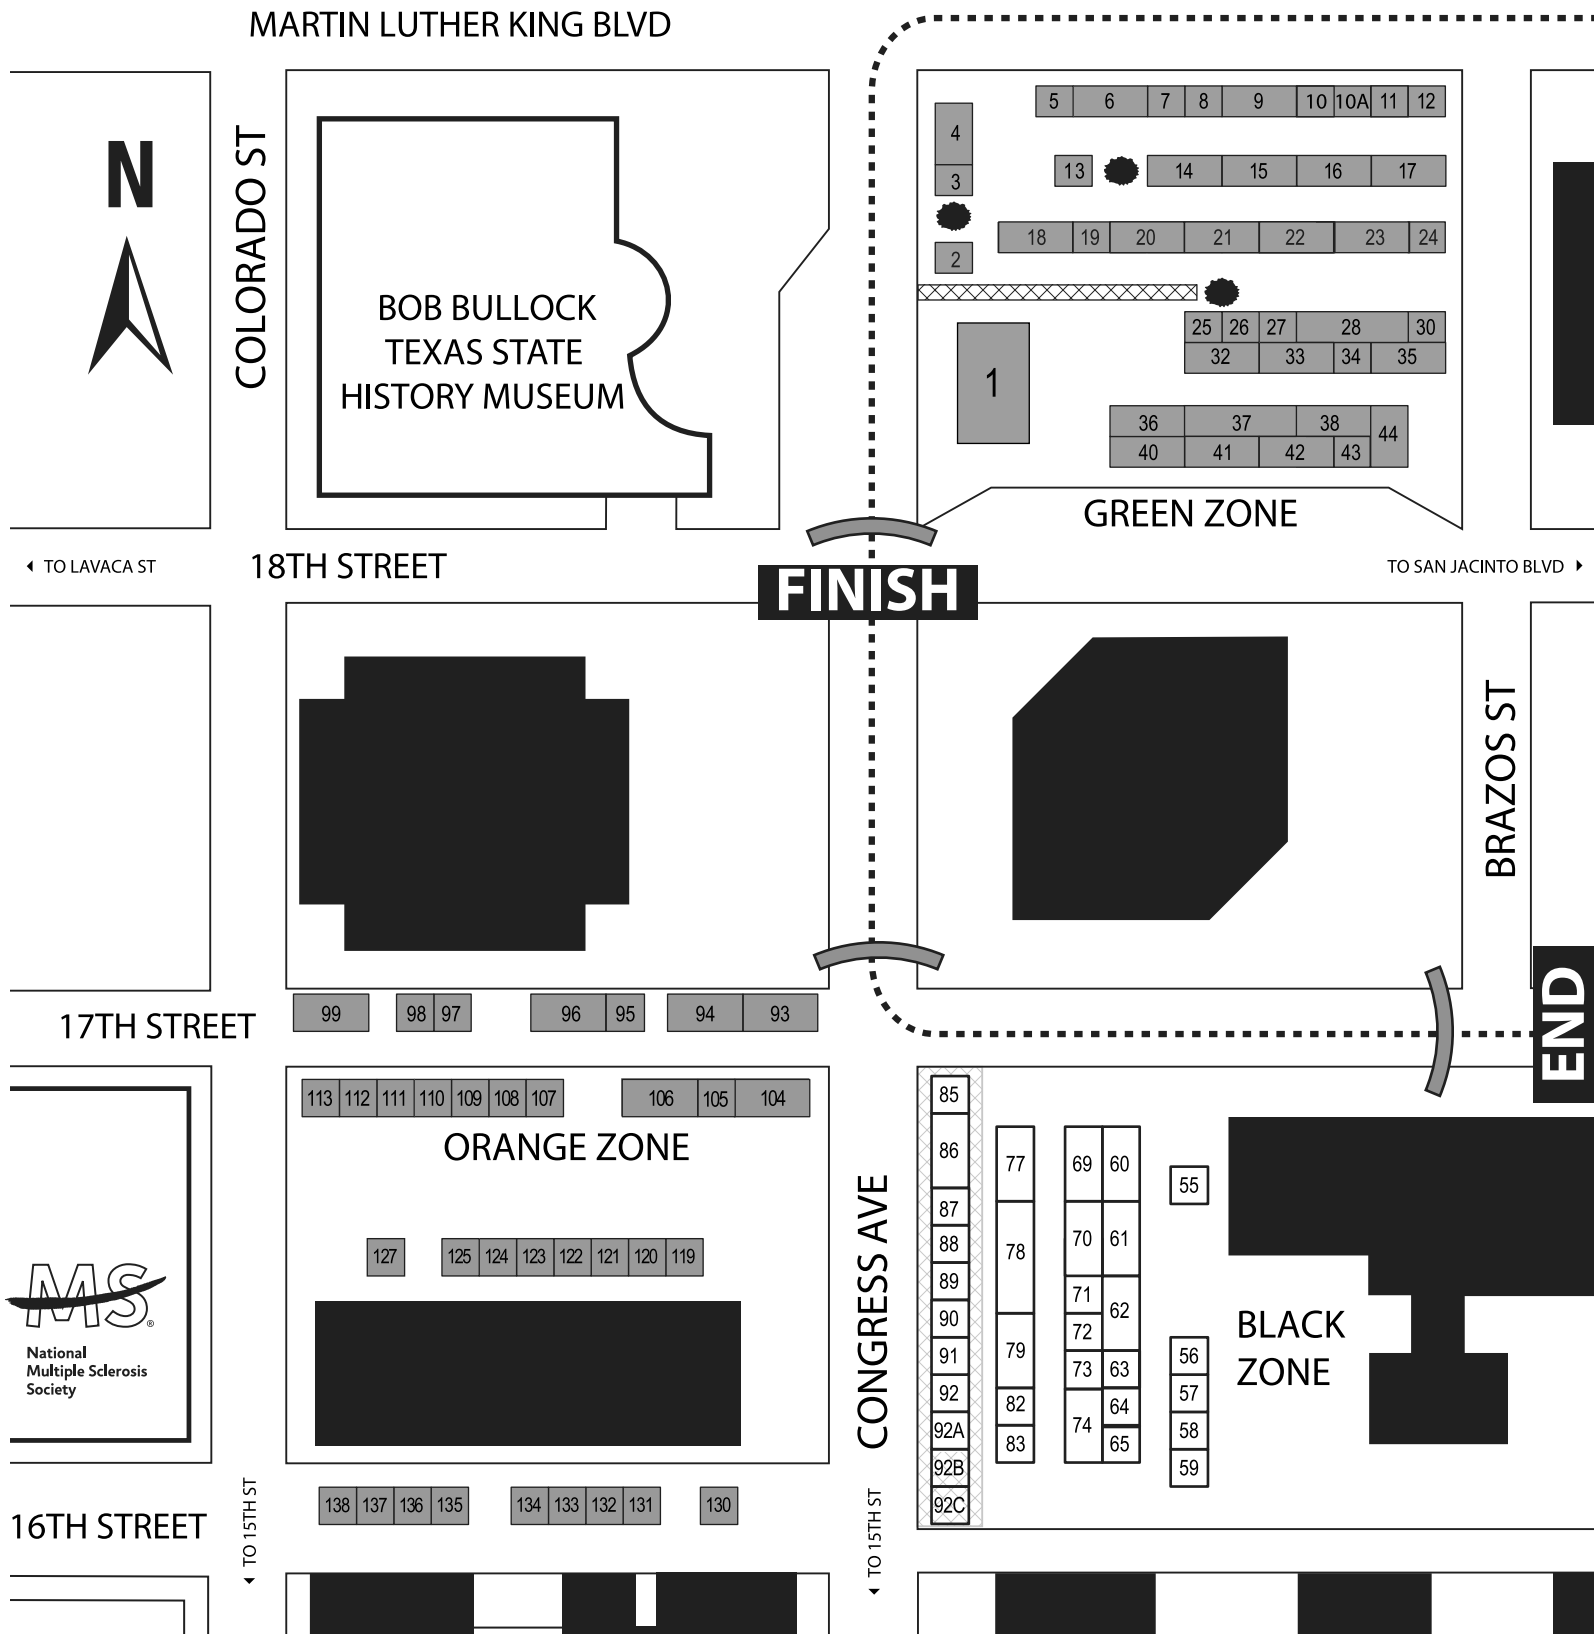 MARTIN LUTHER KING BLVD
N
COLORADO ST
BOB BULLOCK
TEXAS STATE
HISTORY MUSEUM
5 6 7 8 9 10 10A 11 12
4
3
13 14 15 16 17
2
18 19 20 21 22 23 24
25 26 27 28 30
32 33 34 35
1
36 37 38
44
40 41 42 43
GREEN ZONE
TO LAVACA ST
18TH STREET
FINISH
TO SAN JACINTO BLVD
BRAZOS ST
END
17TH STREET
99 98 97 96 95 94 93
113 112 111 110 109 108 107 106 105 104
ORANGE ZONE
127 125 124 123 122 121 120 119
MS®
National
Multiple Sclerosis
Society
CONGRESS AVE
85
86
87
88
89
90
91
92
92A
92B
92C
77
78
79
82
83
69
70
71
72
73
74
60
61
62
63
64
65
55
56
57
58
59
BLACK
ZONE
138 137 136 135 134 133 132 131 130
16TH STREET
TO 15TH ST
TO 15TH ST